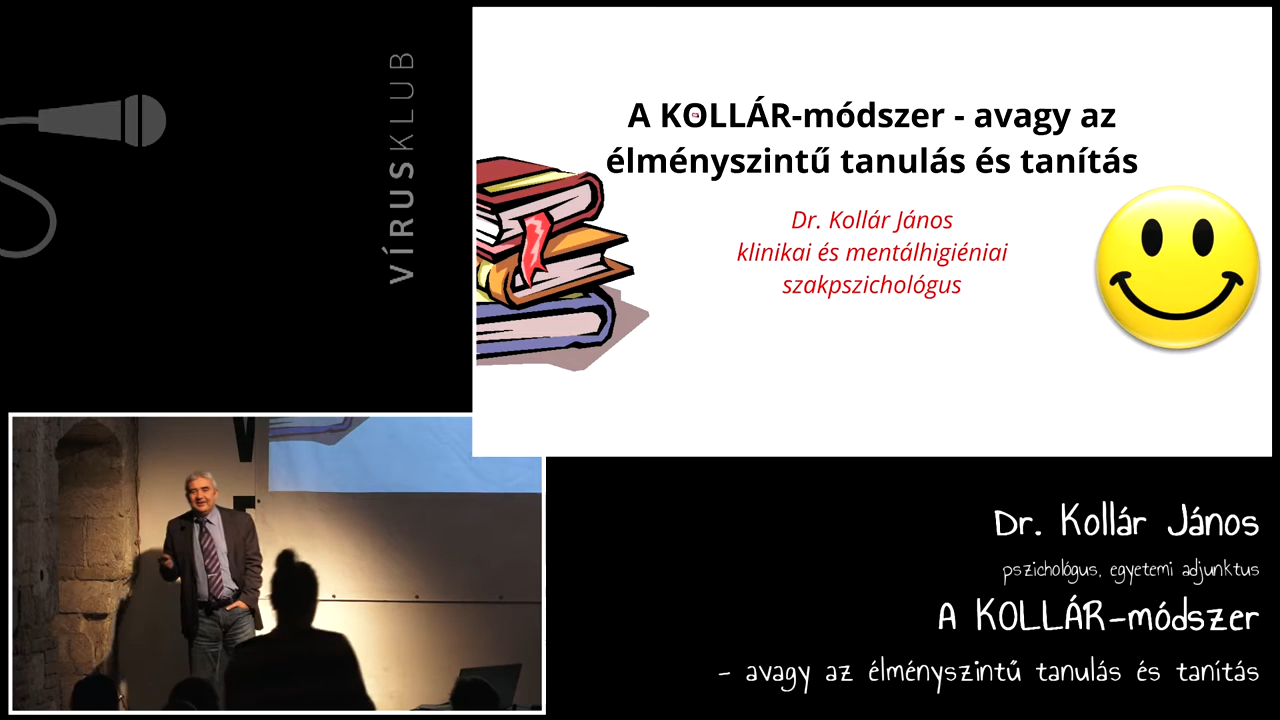 VÍRUSKLUB
A KOLLÁR-módszer - avagy az
élményszintű tanulás és tanítás
Dr. Kollár János
klinikai és mentálhigiéniai
szakpszichológus
Dr. Kollár János
pszichológus, egyetemi adjunktus
A KOLLÁR-módszer
- avagy az élményszintű tanulás és tanítás